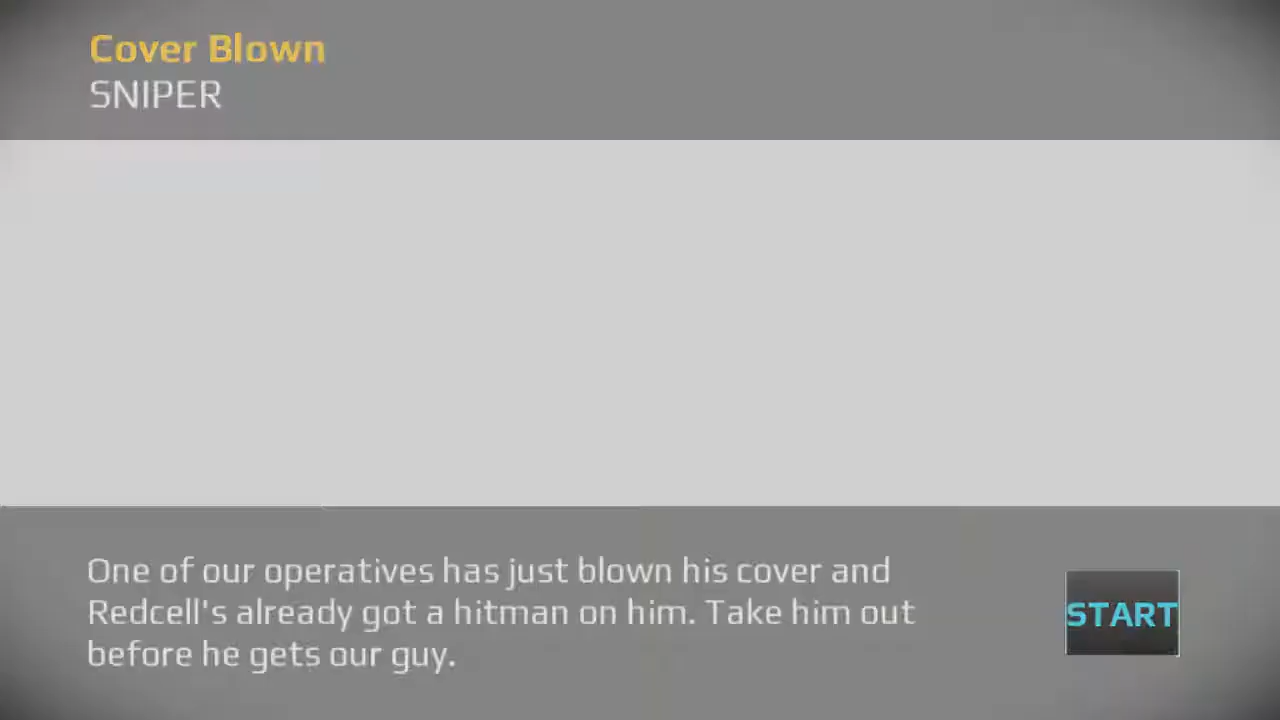 Cover Blown
SNIPER
One of our operatives has just blown his cover and
Redcell's already got a hitman on him. Take him out
before he gets our guy.
START